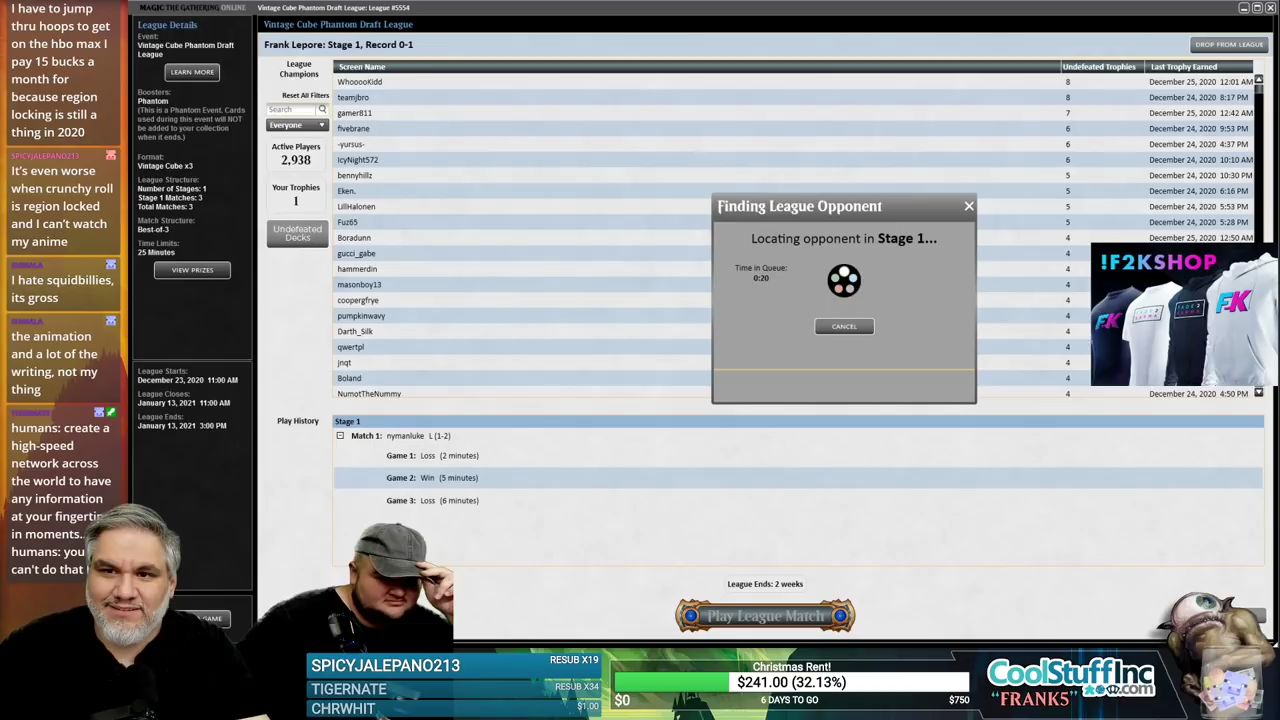 MAGIC THE GATHERING ONLINE
Vintage Cube Phantom Draft League: League #5554
I have to jump
thru hoops to get
on the hbo max I
pay 15 bucks a
month for
because region
locking is still a
thing in 2020
SPICYJALEPANO213
It's even worse
when crunchy roll
is region locked
and I can't watch
my anime
I hate squidbillies,
its gross
the animation
and a lot of the
writing, not my
thing
TIGERNATE
humans: create a
high-speed
network across
the world to have
any information
at your fingertip
in moments..
humans: you
can't do that
League Details
Event:
Vintage Cube Phantom Draft
League
LEARN MORE
Boosters:
Phantom
(This is a Phantom Event. Cards
used during this event will NOT
be added to your collection
when it ends.)
Format:
Vintage Cube x3
League Structure:
Number of Stages: 1
Stage 1 Matches: 3
Total Matches: 3
Match Structure:
Best-of-3
Time Limits:
25 Minutes
VIEW PRIZES
League Starts:
December 23, 2020 11:00 AM
League Closes:
January 13, 2021 11:00 AM
League Ends:
January 13, 2021 3:00 PM
GAME
Vintage Cube Phantom Draft League
Frank Lepore: Stage 1, Record 0-1
DROP FROM LEAGUE
League
Champions
Reset All Filters
Search
Everyone
Active Players
2,938
Your Trophies
1
Undefeated
Decks
Screen Name Undefeated Trophies Last Trophy Earned
WhooooKidd 8 December 25, 2020 12:01 AM
teamjbro 8 December 24, 2020 8:17 PM
gamer811 7 December 24, 2020 12:42 AM
fivebrane 6 December 24, 2020 9:53 PM
-yursus- 6 December 24, 2020 4:37 PM
IcyNight572 6 December 24, 2020 10:10 AM
bennyhillz 5 December 24, 2020 10:30 PM
Eken. 5 December 24, 2020 6:16 PM
LillHalonen 5 December 24, 2020 5:53 PM
Fuz65 5 December 24, 2020 5:28 PM
Boradunn 4 December 25, 2020 12:50 AM
gucci_gabe 4
hammerdin 4
masonboy13 4
coopergfrye 4
pumpkinwavy 4
Darth_Silk 4
qwertpl 4
jnqt 4
Boland 4
NumotTheNummy 4 December 24, 2020 4:50 PM
Finding League Opponent
Locating opponent in Stage 1...
Time in Queue:
0:20
CANCEL
!F2KSHOP
FK
FK
Play History
Stage 1
Match 1: nymanluke L (1-2)
Game 1: Loss (2 minutes)
Game 2: Win (5 minutes)
Game 3: Loss (6 minutes)
League Ends: 2 weeks
Play League Match
SPICYJALEPANO213 RESUB X19
TIGERNATE RESUB X34
CHRWHIT $1.00
Christmas Rent!
$241.00 (32.13%)
$0 6 DAYS TO GO $750
CoolStuffInc
.com
"FRANK5"